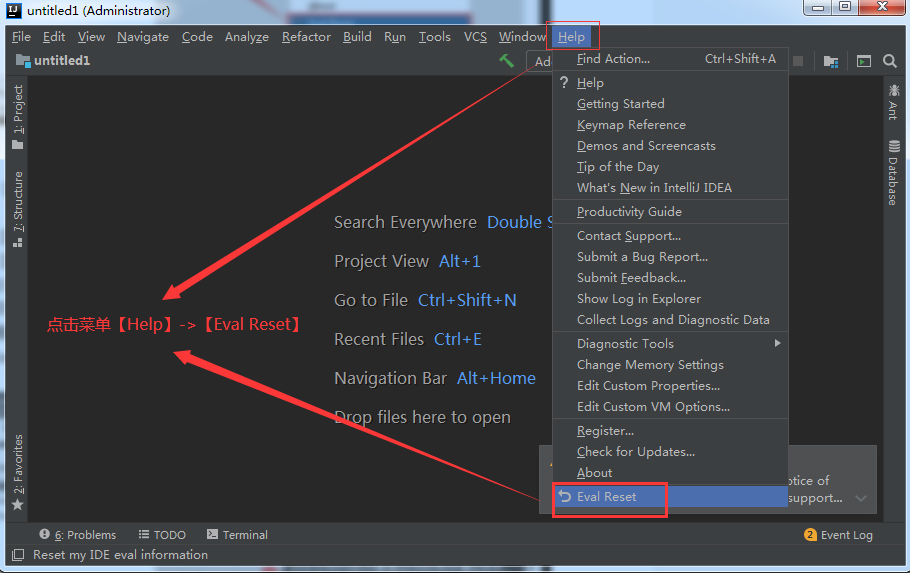 untitled1 (Administrator)
File Edit View Navigate Code Analyze Refactor Build Run Tools VCS Window Help
untitled1
Find Action... Ctrl+Shift+A
? Help
Getting Started
Keymap Reference
Demos and Screencasts
Tip of the Day
What's New in IntelliJ IDEA
Productivity Guide
Contact Support...
Submit a Bug Report...
Submit Feedback...
Show Log in Explorer
Collect Logs and Diagnostic Data
Diagnostic Tools
Change Memory Settings
Edit Custom Properties...
Edit Custom VM Options...
Register...
Check for Updates...
About
Eval Reset
1: Project
7: Structure
2: Favorites
Search Everywhere Double
Project View Alt+1
Go to File Ctrl+Shift+N
Recent Files Ctrl+E
Navigation Bar Alt+Home
Drop files here to open
点击菜单【Help】->【Eval Reset】
Ant
Database
of
support...
6: Problems TODO Terminal
2 Event Log
Reset my IDE eval information